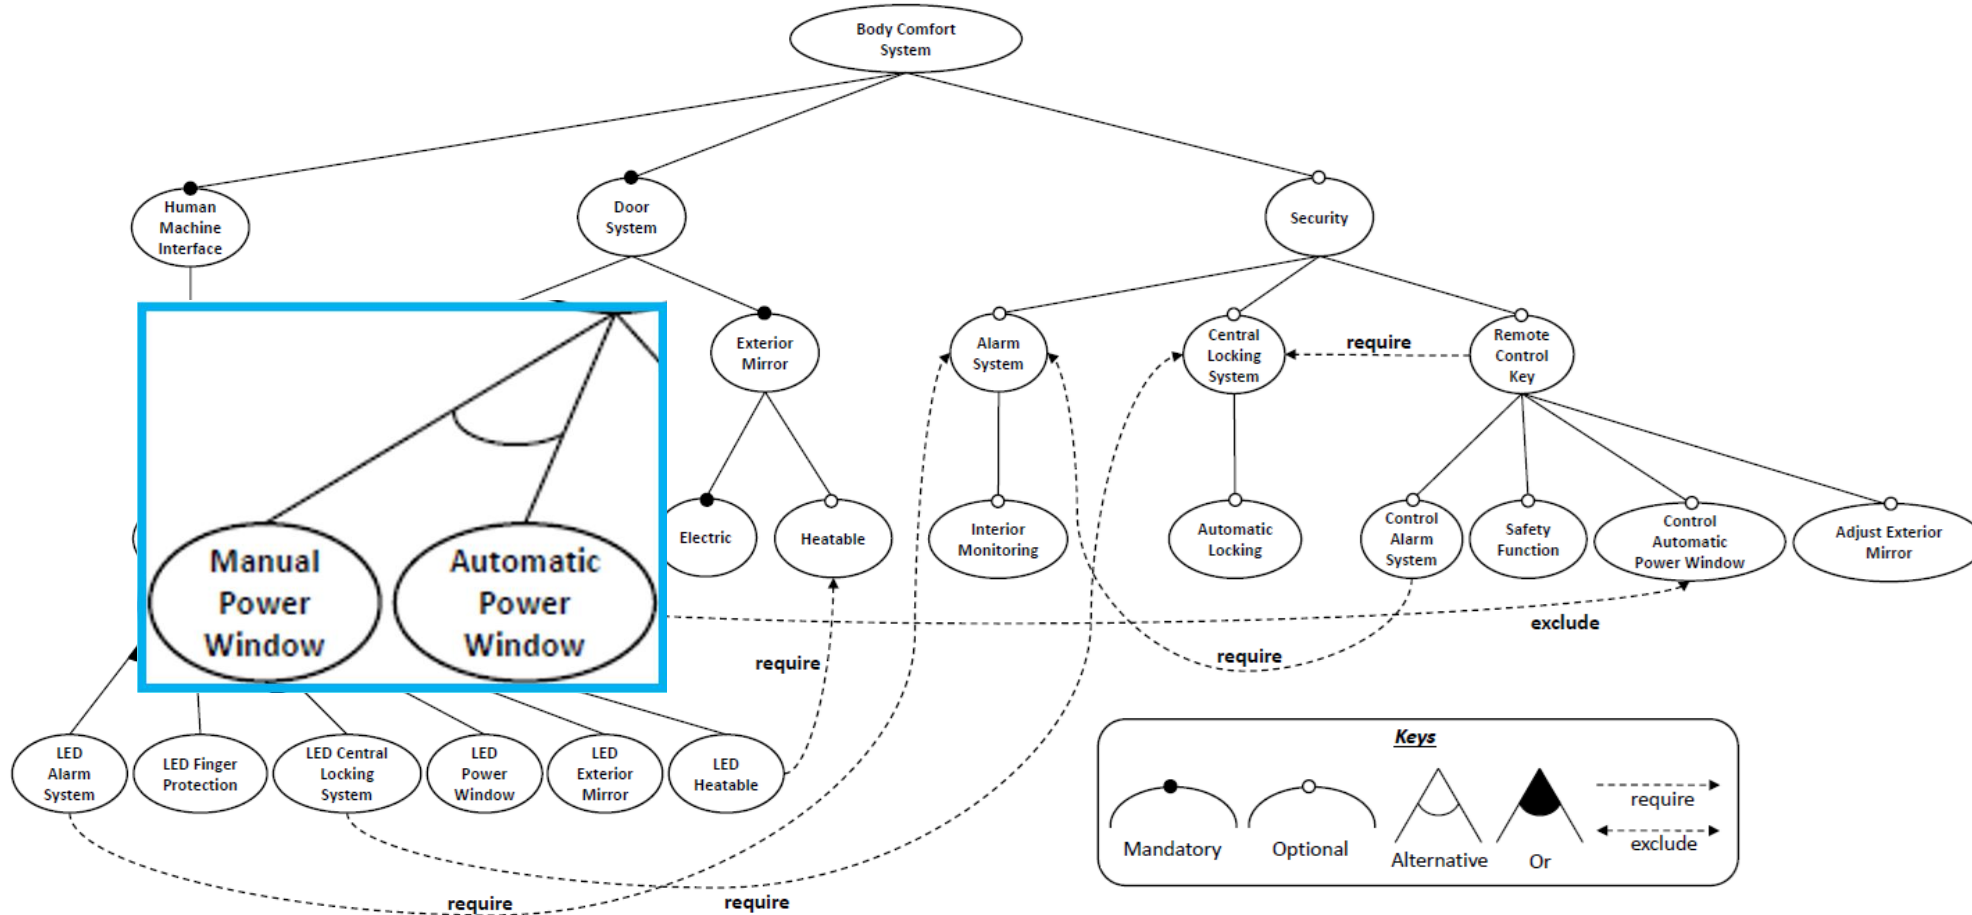 Body Comfort
System
Human
Machine
Interface
Door
System
Security
Exterior
Mirror
Alarm
System
Central
Locking
System
require
Remote
Control
Key
Manual
Power
Window
Automatic
Power
Window
Electric
Heatable
Interior
Monitoring
Automatic
Locking
Control
Alarm
System
Safety
Function
Control
Automatic
Power Window
Adjust Exterior
Mirror
exclude
require
require
LED
Alarm
System
LED Finger
Protection
LED Central
Locking
System
LED
Power
Window
LED
Exterior
Mirror
LED
Heatable
require
require
Keys
Mandatory
Optional
Alternative
Or
require
exclude